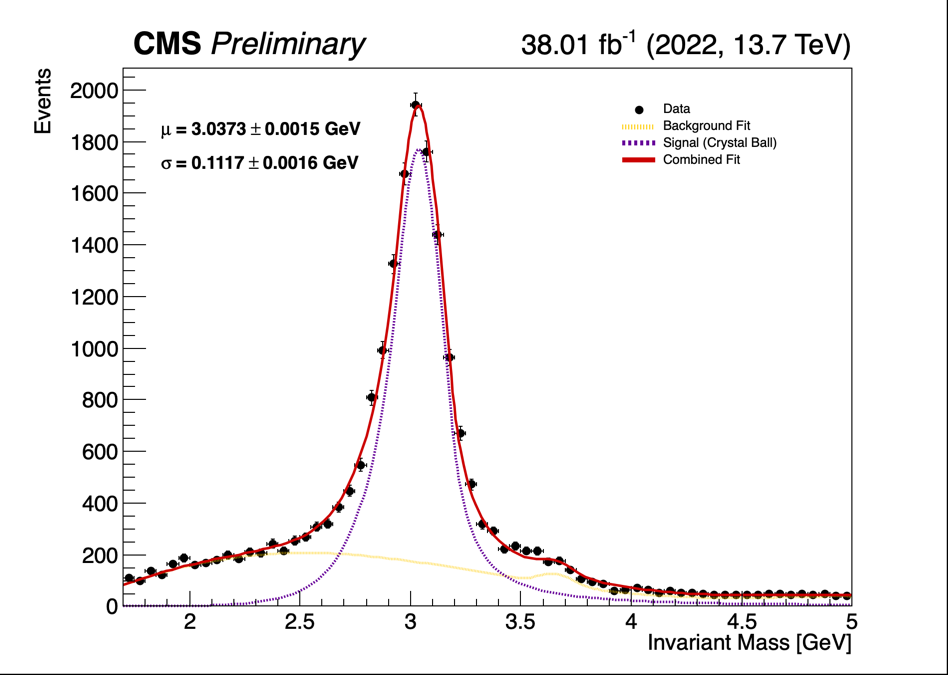 CMS Preliminary 38.01 fb⁻¹ (2022, 13.7 TeV)
Events
2000
1800
1600
1400
1200
1000
800
600
400
200
0
μ = 3.0373 ± 0.0015 GeV
σ = 0.1117 ± 0.0016 GeV
Data
Background Fit
Signal (Crystal Ball)
Combined Fit
2 2.5 3 3.5 4 4.5 5
Invariant Mass [GeV]